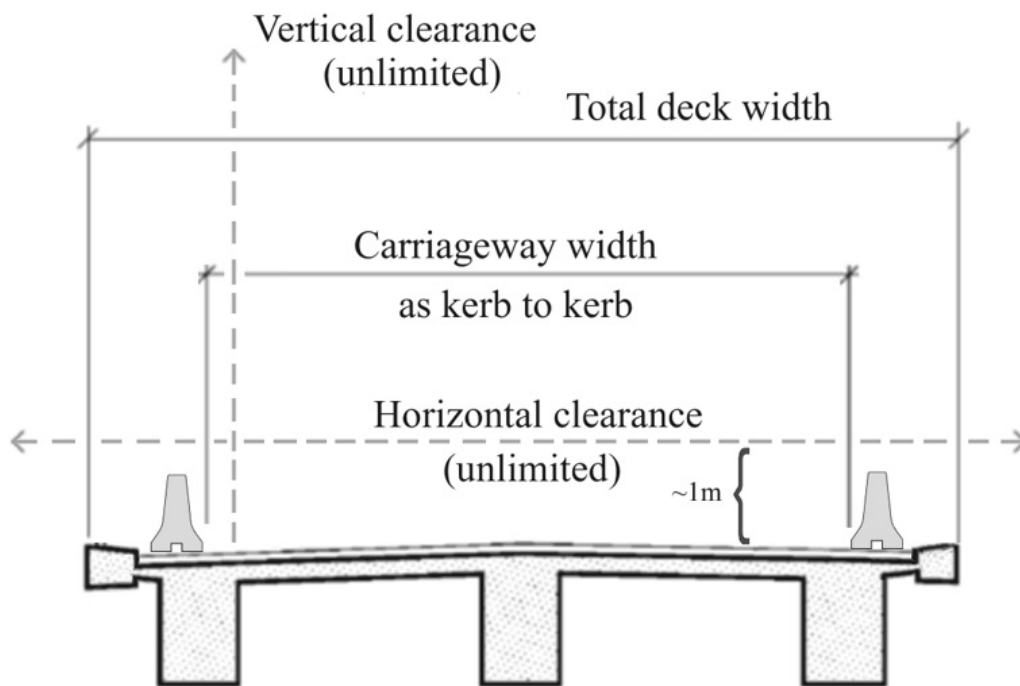 Vertical clearance
(unlimited)
Total deck width
Carriageway width
as kerb to kerb
Horizontal clearance
(unlimited)
~1m